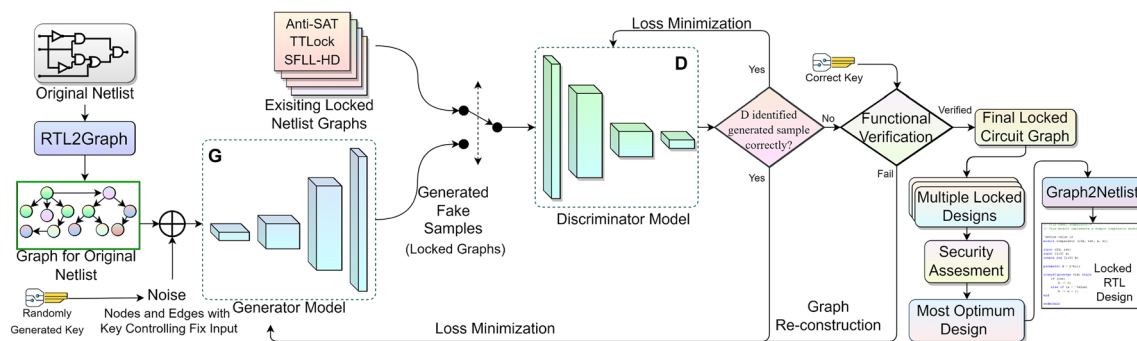 Original Netlist
RTL2Graph
Graph for Original
Netlist
Randomly
Generated Key
Noise
Nodes and Edges with
Key Controlling Fix Input
Anti-SAT
TTLock
SFLL-HD
Exisiting Locked
Netlist Graphs
G
Generator Model
Generated
Fake
Samples
(Locked Graphs)
Loss Minimization
D
Discriminator Model
Yes
D identified
generated sample
correctly?
No
Yes
Loss Minimization
Correct Key
Functional
Verification
Verified
Fail
Graph
Re-construction
Final Locked
Circuit Graph
Multiple Locked
Designs
Security
Assesment
Most Optimum
Design
Graph2Netlist
Locked
RTL
Design